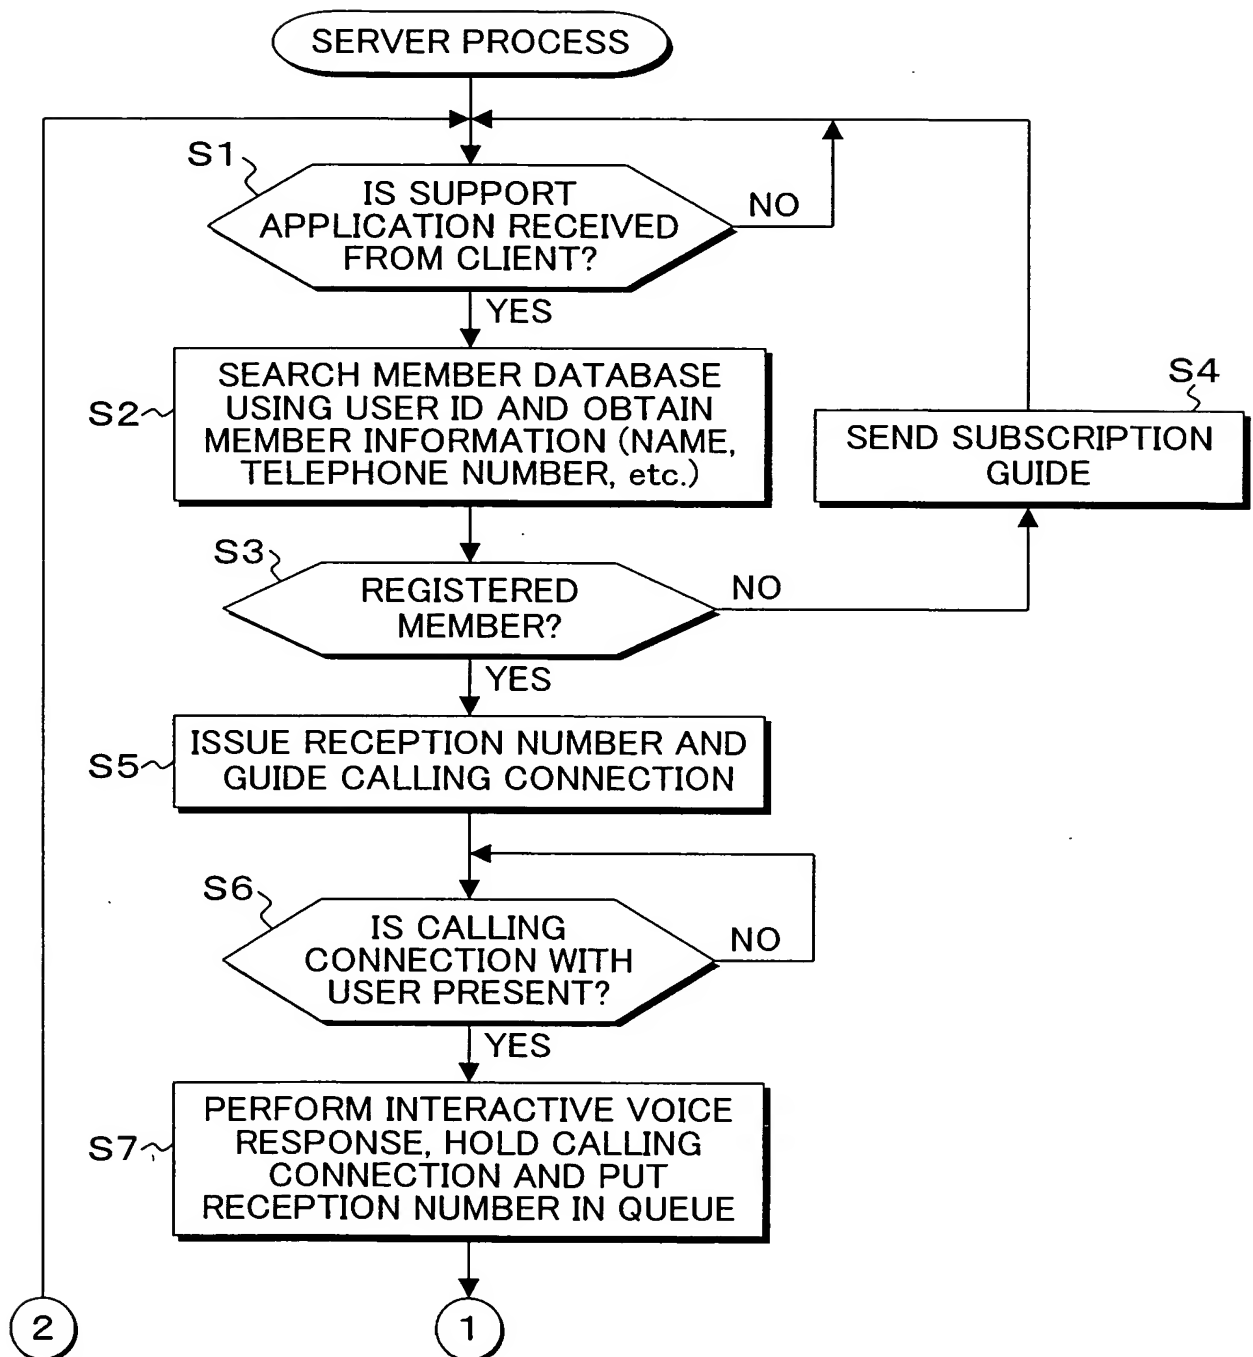 SERVER PROCESS
S1
IS SUPPORT
APPLICATION RECEIVED
FROM CLIENT?
NO
YES
S2
SEARCH MEMBER DATABASE
USING USER ID AND OBTAIN
MEMBER INFORMATION (NAME,
TELEPHONE NUMBER, etc.)
S4
SEND SUBSCRIPTION
GUIDE
S3
REGISTERED
MEMBER?
NO
YES
S5
ISSUE RECEPTION NUMBER AND
GUIDE CALLING CONNECTION
S6
IS CALLING
CONNECTION WITH
USER PRESENT?
NO
YES
S7
PERFORM INTERACTIVE VOICE
RESPONSE, HOLD CALLING
CONNECTION AND PUT
RECEPTION NUMBER IN QUEUE
2
1